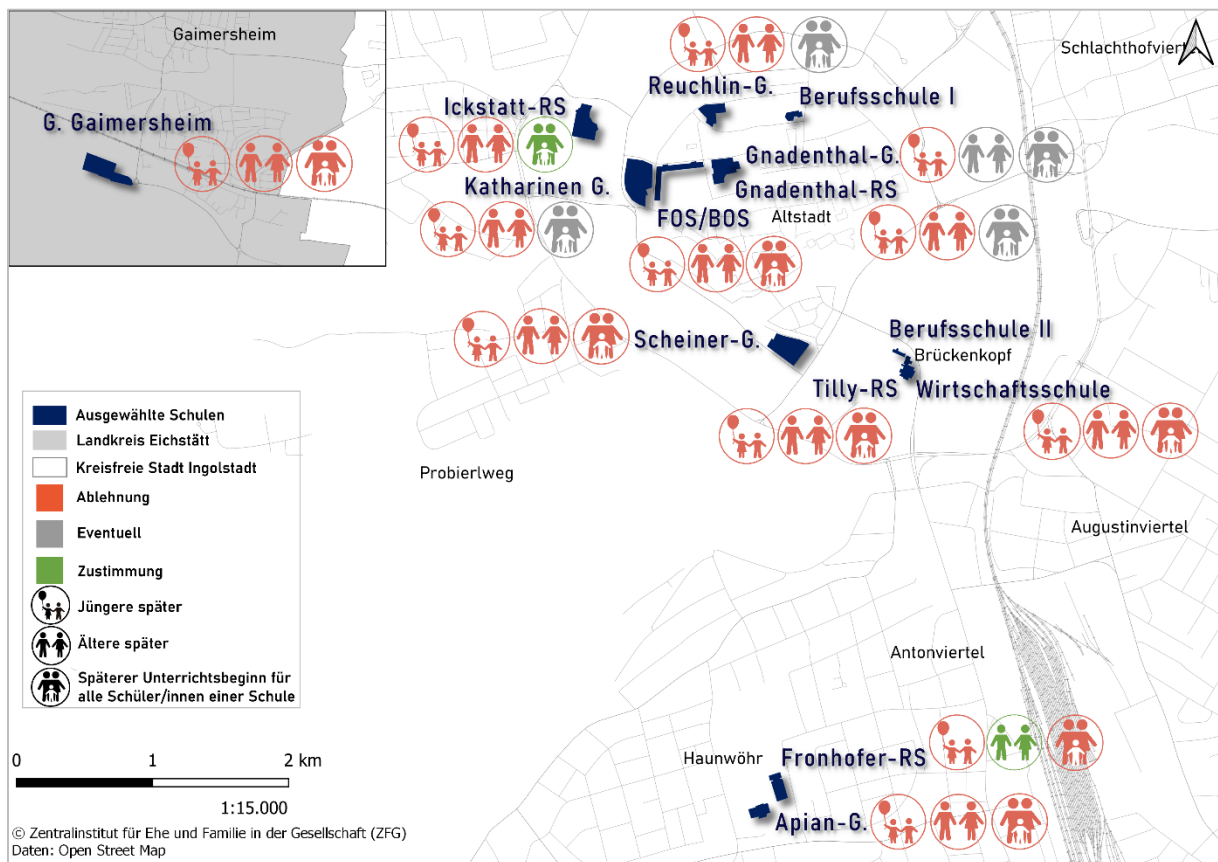 Gaimersheim
G. Gaimersheim
Schlachthofviert
Reuchlin-G.
Berufsschule I
Ickstatt-RS
Gnadenthal-G.
Katharinen G.
Gnadenthal-RS
FOS/BOS
Altstadt
Scheiner-G.
Berufsschule II
Brückenkopf
Tilly-RS
Wirtschaftsschule
Probierlweg
Augustinviertel
Antonviertel
Haunwöhr
Fronhofer-RS
Apian-G.
Ausgewählte Schulen
Landkreis Eichstätt
Kreisfreie Stadt Ingolstadt
Ablehnung
Eventuell
Zustimmung
Jüngere später
Ältere später
Späterer Unterrichtsbeginn für
alle Schüler/innen einer Schule
0 1 2 km
1:15.000
© Zentralinstitut für Ehe und Familie in der Gesellschaft (ZFG)
Daten: Open Street Map